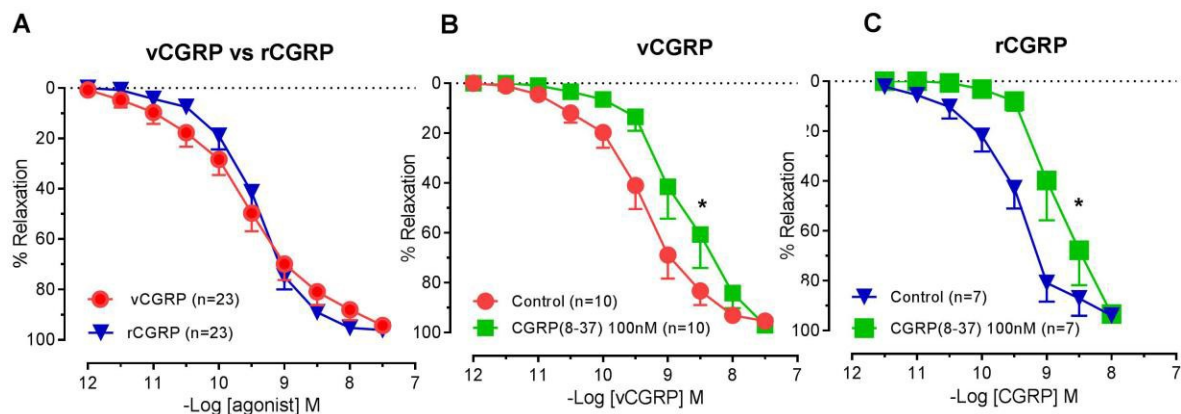 A
vCGRP vs rCGRP
0
20
40
60
80
100
% Relaxation
vCGRP (n=23)
rCGRP (n=23)
12 11 10 9 8 7
-Log [agonist] M
B
vCGRP
0
20
40
60
80
100
% Relaxation
*
Control (n=10)
CGRP(8-37) 100nM (n=10)
12 11 10 9 8 7
-Log [vCGRP] M
C
rCGRP
0
20
40
60
80
100
% Relaxation
*
Control (n=7)
CGRP(8-37) 100nM (n=7)
12 11 10 9 8 7
-Log [CGRP] M